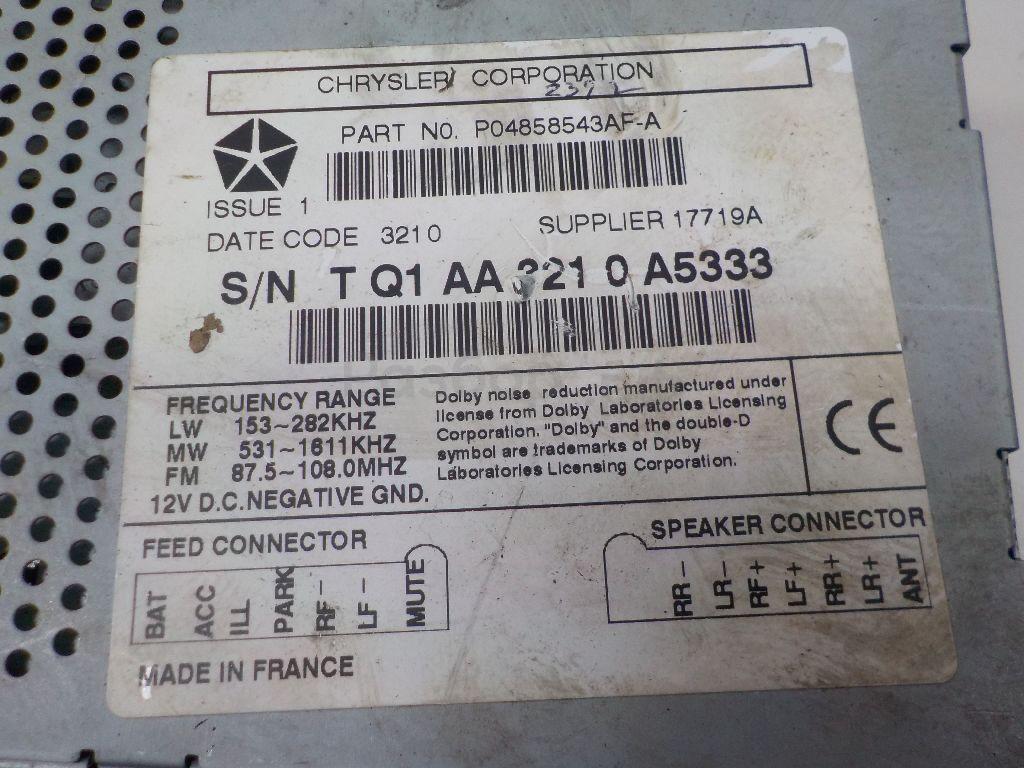 CHRYSLER CORPORATION
PART NO. P04858543AF-A
ISSUE 1
DATE CODE 3210
SUPPLIER 17719A
S/N T Q1 AA 3210 A5333
FREQUENCY RANGE
LW 153~282KHZ
MW 531~1611KHZ
FM 87.5~108.0MHZ
12V D.C. NEGATIVE GND.
Dolby noise reduction manufactured under
license from Dolby Laboratories Licensing
Corporation. "Dolby" and the double-D
symbol are trademarks of Dolby
Laboratories Licensing Corporation.
CE
FEED CONNECTOR
BAT
ACC
ILL
PARK
RF-
LF-
MUTE
SPEAKER CONNECTOR
RR-
LR-
RF+
LF+
RR+
LR+
ANT
MADE IN FRANCE